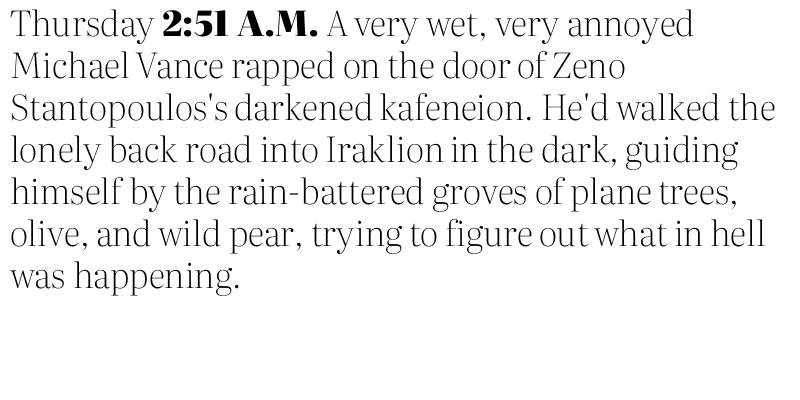 Thursday 2:51 A.M. A very wet, very annoyed
Michael Vance rapped on the door of Zeno
Stantopoulos's darkened kafeneion. He'd walked the
lonely back road into Iraklion in the dark, guiding
himself by the rain-battered groves of plane trees,
olive, and wild pear, trying to figure out what in hell
was happening.